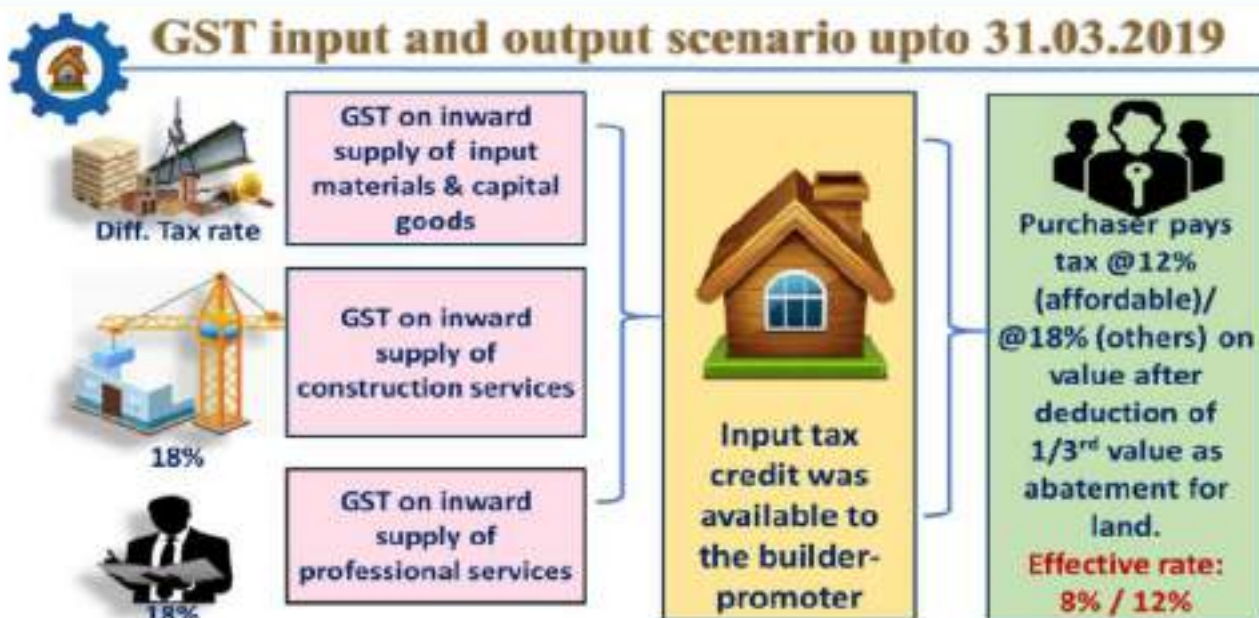 GST input and output scenario upto 31.03.2019
Diff. Tax rate
GST on inward
supply of input
materials & capital
goods
18%
GST on inward
supply of
construction services
18%
GST on inward
supply of
professional services
Input tax
credit was
available to
the builder-
promoter
Purchaser pays
tax @12%
(affordable)/
@18% (others) on
value after
deduction of
1/3rd value as
abatement for
land.
Effective rate:
8% / 12%